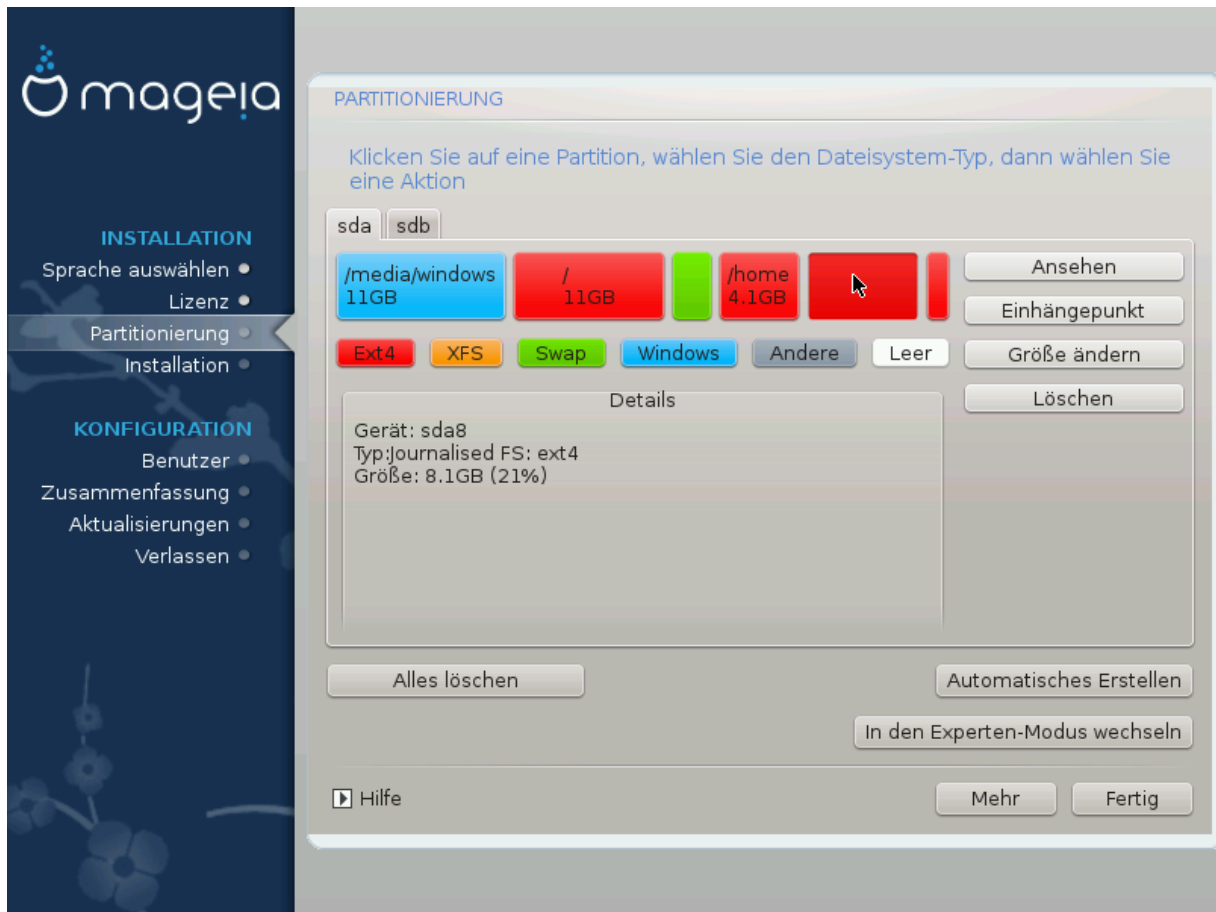 mageia
INSTALLATION
Sprache auswählen
Lizenz
Partitionierung
Installation
KONFIGURATION
Benutzer
Zusammenfassung
Aktualisierungen
Verlassen
PARTITIONIERUNG
Klicken Sie auf eine Partition, wählen Sie den Dateisystem-Typ, dann wählen Sie
eine Aktion
sda sdb
/media/windows
11GB
/
11GB
/home
4.1GB
Ext4 XFS Swap Windows Andere Leer
Ansehen
Einhängepunkt
Größe ändern
Löschen
Details
Gerät: sda8
Typ:Journalised FS: ext4
Größe: 8.1GB (21%)
Alles löschen
Automatisches Erstellen
In den Experten-Modus wechseln
Hilfe
Mehr
Fertig